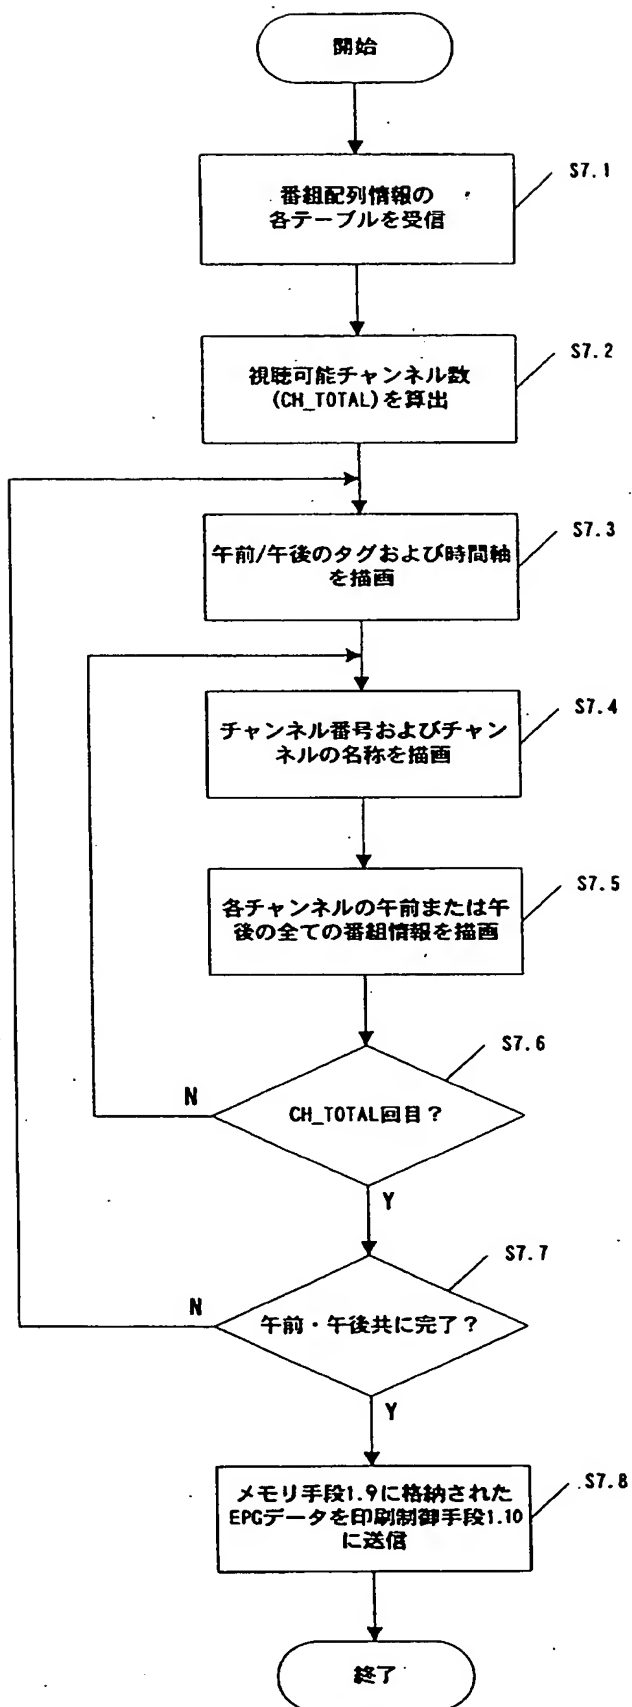 開始
S7.1
番組配列情報の
各テーブルを受信
S7.2
視聴可能チャンネル数
(CH_TOTAL)を算出
S7.3
午前/午後のタグおよび時間軸
を描画
S7.4
チャンネル番号およびチャン
ネルの名称を描画
S7.5
各チャンネルの午前または午
後の全ての番組情報を描画
S7.6
N
CH_TOTAL回目?
Y
S7.7
N
午前・午後共に完了?
Y
S7.8
メモリ手段1.9に格納された
EPGデータを印刷制御手段1.10
に送信
終了